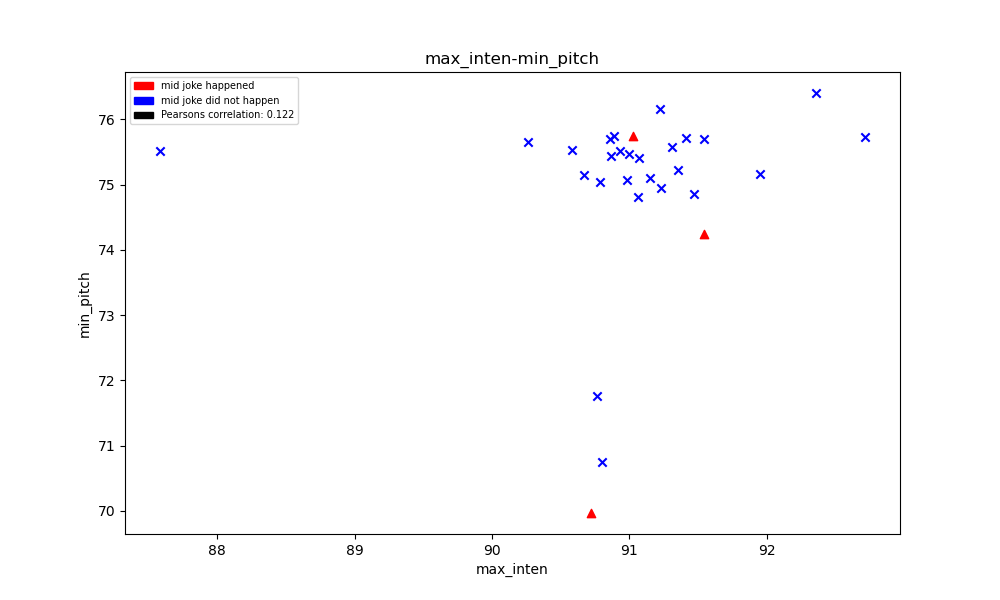 max_inten-min_pitch
mid joke happened
mid joke did not happen
Pearsons correlation: 0.122
76
75
74
73
72
71
70
min_pitch
88 89 90 91 92
max_inten